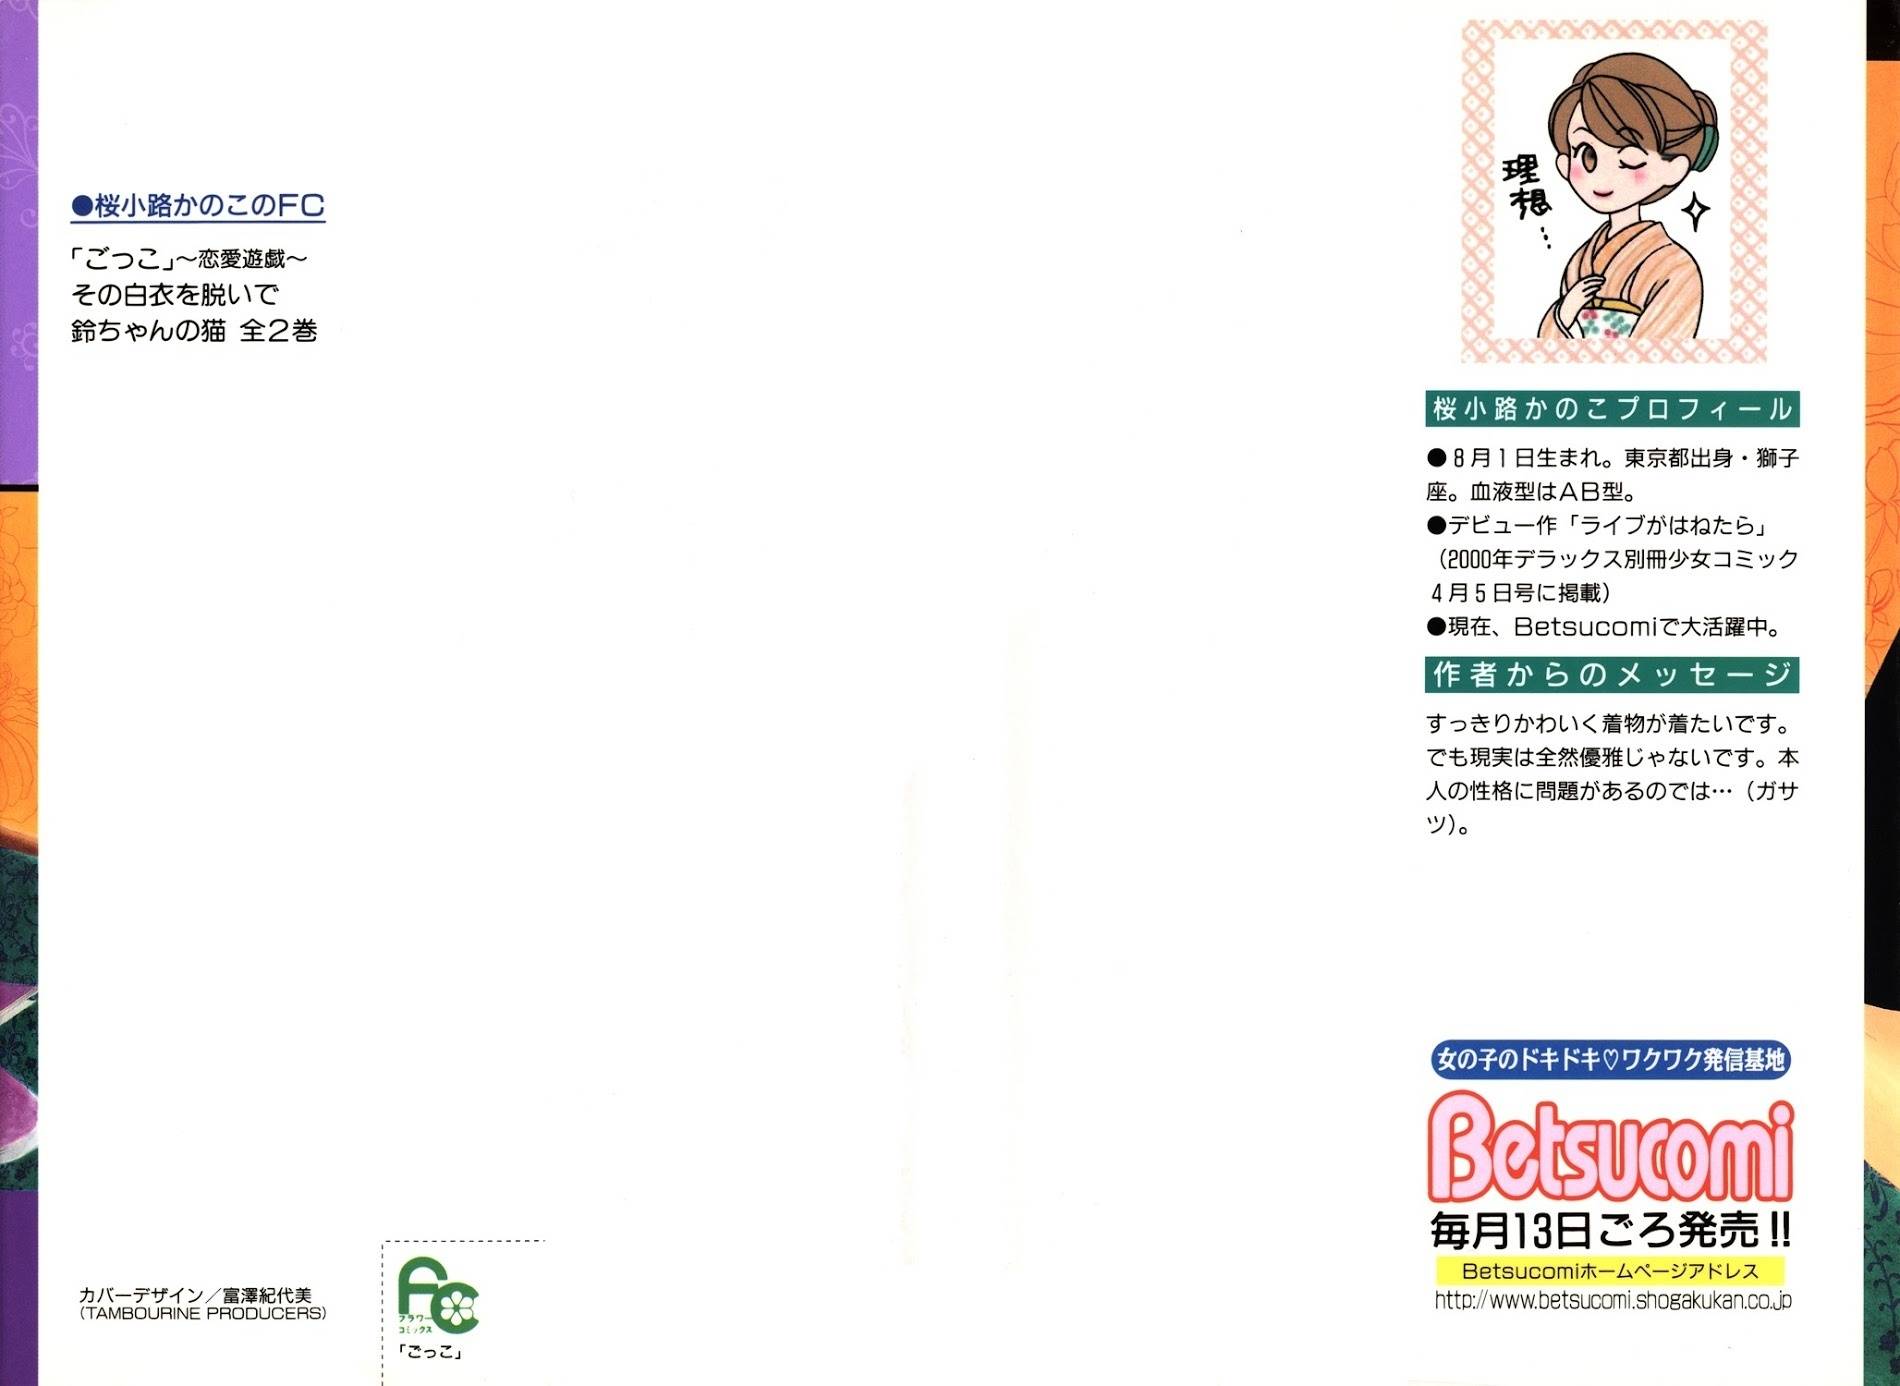 ●桜小路かのこのFC
「ごっこ」～恋愛遊戯～
その白衣を脱いで
鈴ちゃんの猫 全2巻
カバーデザイン／富澤紀代美
(TAMBOURINE PRODUCERS)
FC
フラワー
コミックス
「ごっこ」
理想…
桜小路かのこプロフィール
●8月1日生まれ。東京都出身・獅子
座。血液型はAB型。
●デビュー作「ライブがはねたら」
（2000年デラックス別冊少女コミック
4月5日号に掲載）
●現在、Betsucomiで大活躍中。
作者からのメッセージ
すっきりかわいく着物が着たいです。
でも現実は全然優雅じゃないです。本
人の性格に問題があるのでは…（ガサ
ツ）。
女の子のドキドキ♡ワクワク発信基地
Betsucomi
毎月13日ごろ発売!!
Betsucomiホームページアドレス
http://www.betsucomi.shogakukan.co.jp